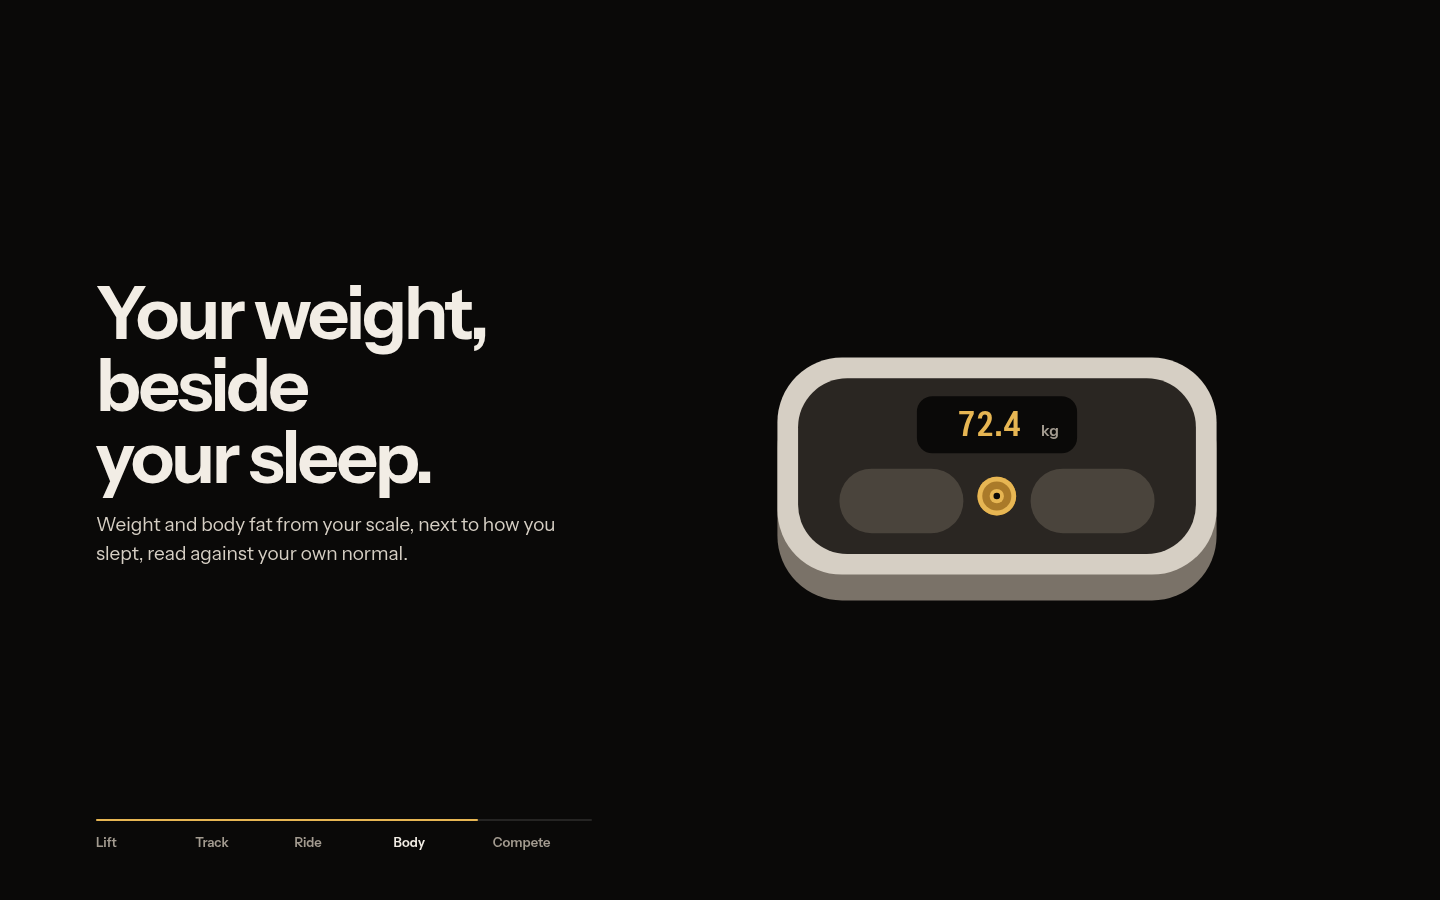 Your weight,
beside
your sleep.
Weight and body fat from your scale, next to how you
slept, read against your own normal.
72.4 kg
Lift Track Ride Body Compete